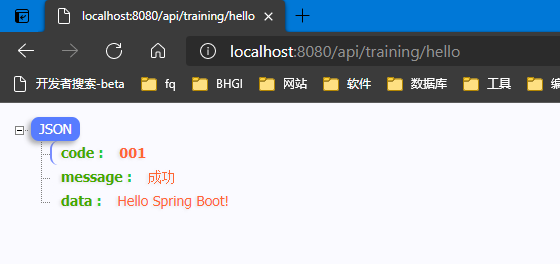 localhost:8080/api/training/hello
localhost:8080/api/training/hello
开发者搜索-beta fq BHGI 网站 软件 数据库 工具
JSON
code : 001
message : 成功
data : Hello Spring Boot!